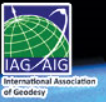 IAG AIG
International Association
of Geodesy